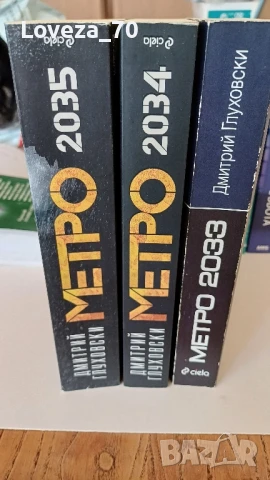 Loveza_70
ciela
МЕТРО 2035
ДМИТРИЙ
ГЛУХОВСКИ
ciela
МЕТРО 2034
ДМИТРИЙ
ГЛУХОВСКИ
Дмитрий Глуховски
МЕТРО 2033
ciela
BAZAR